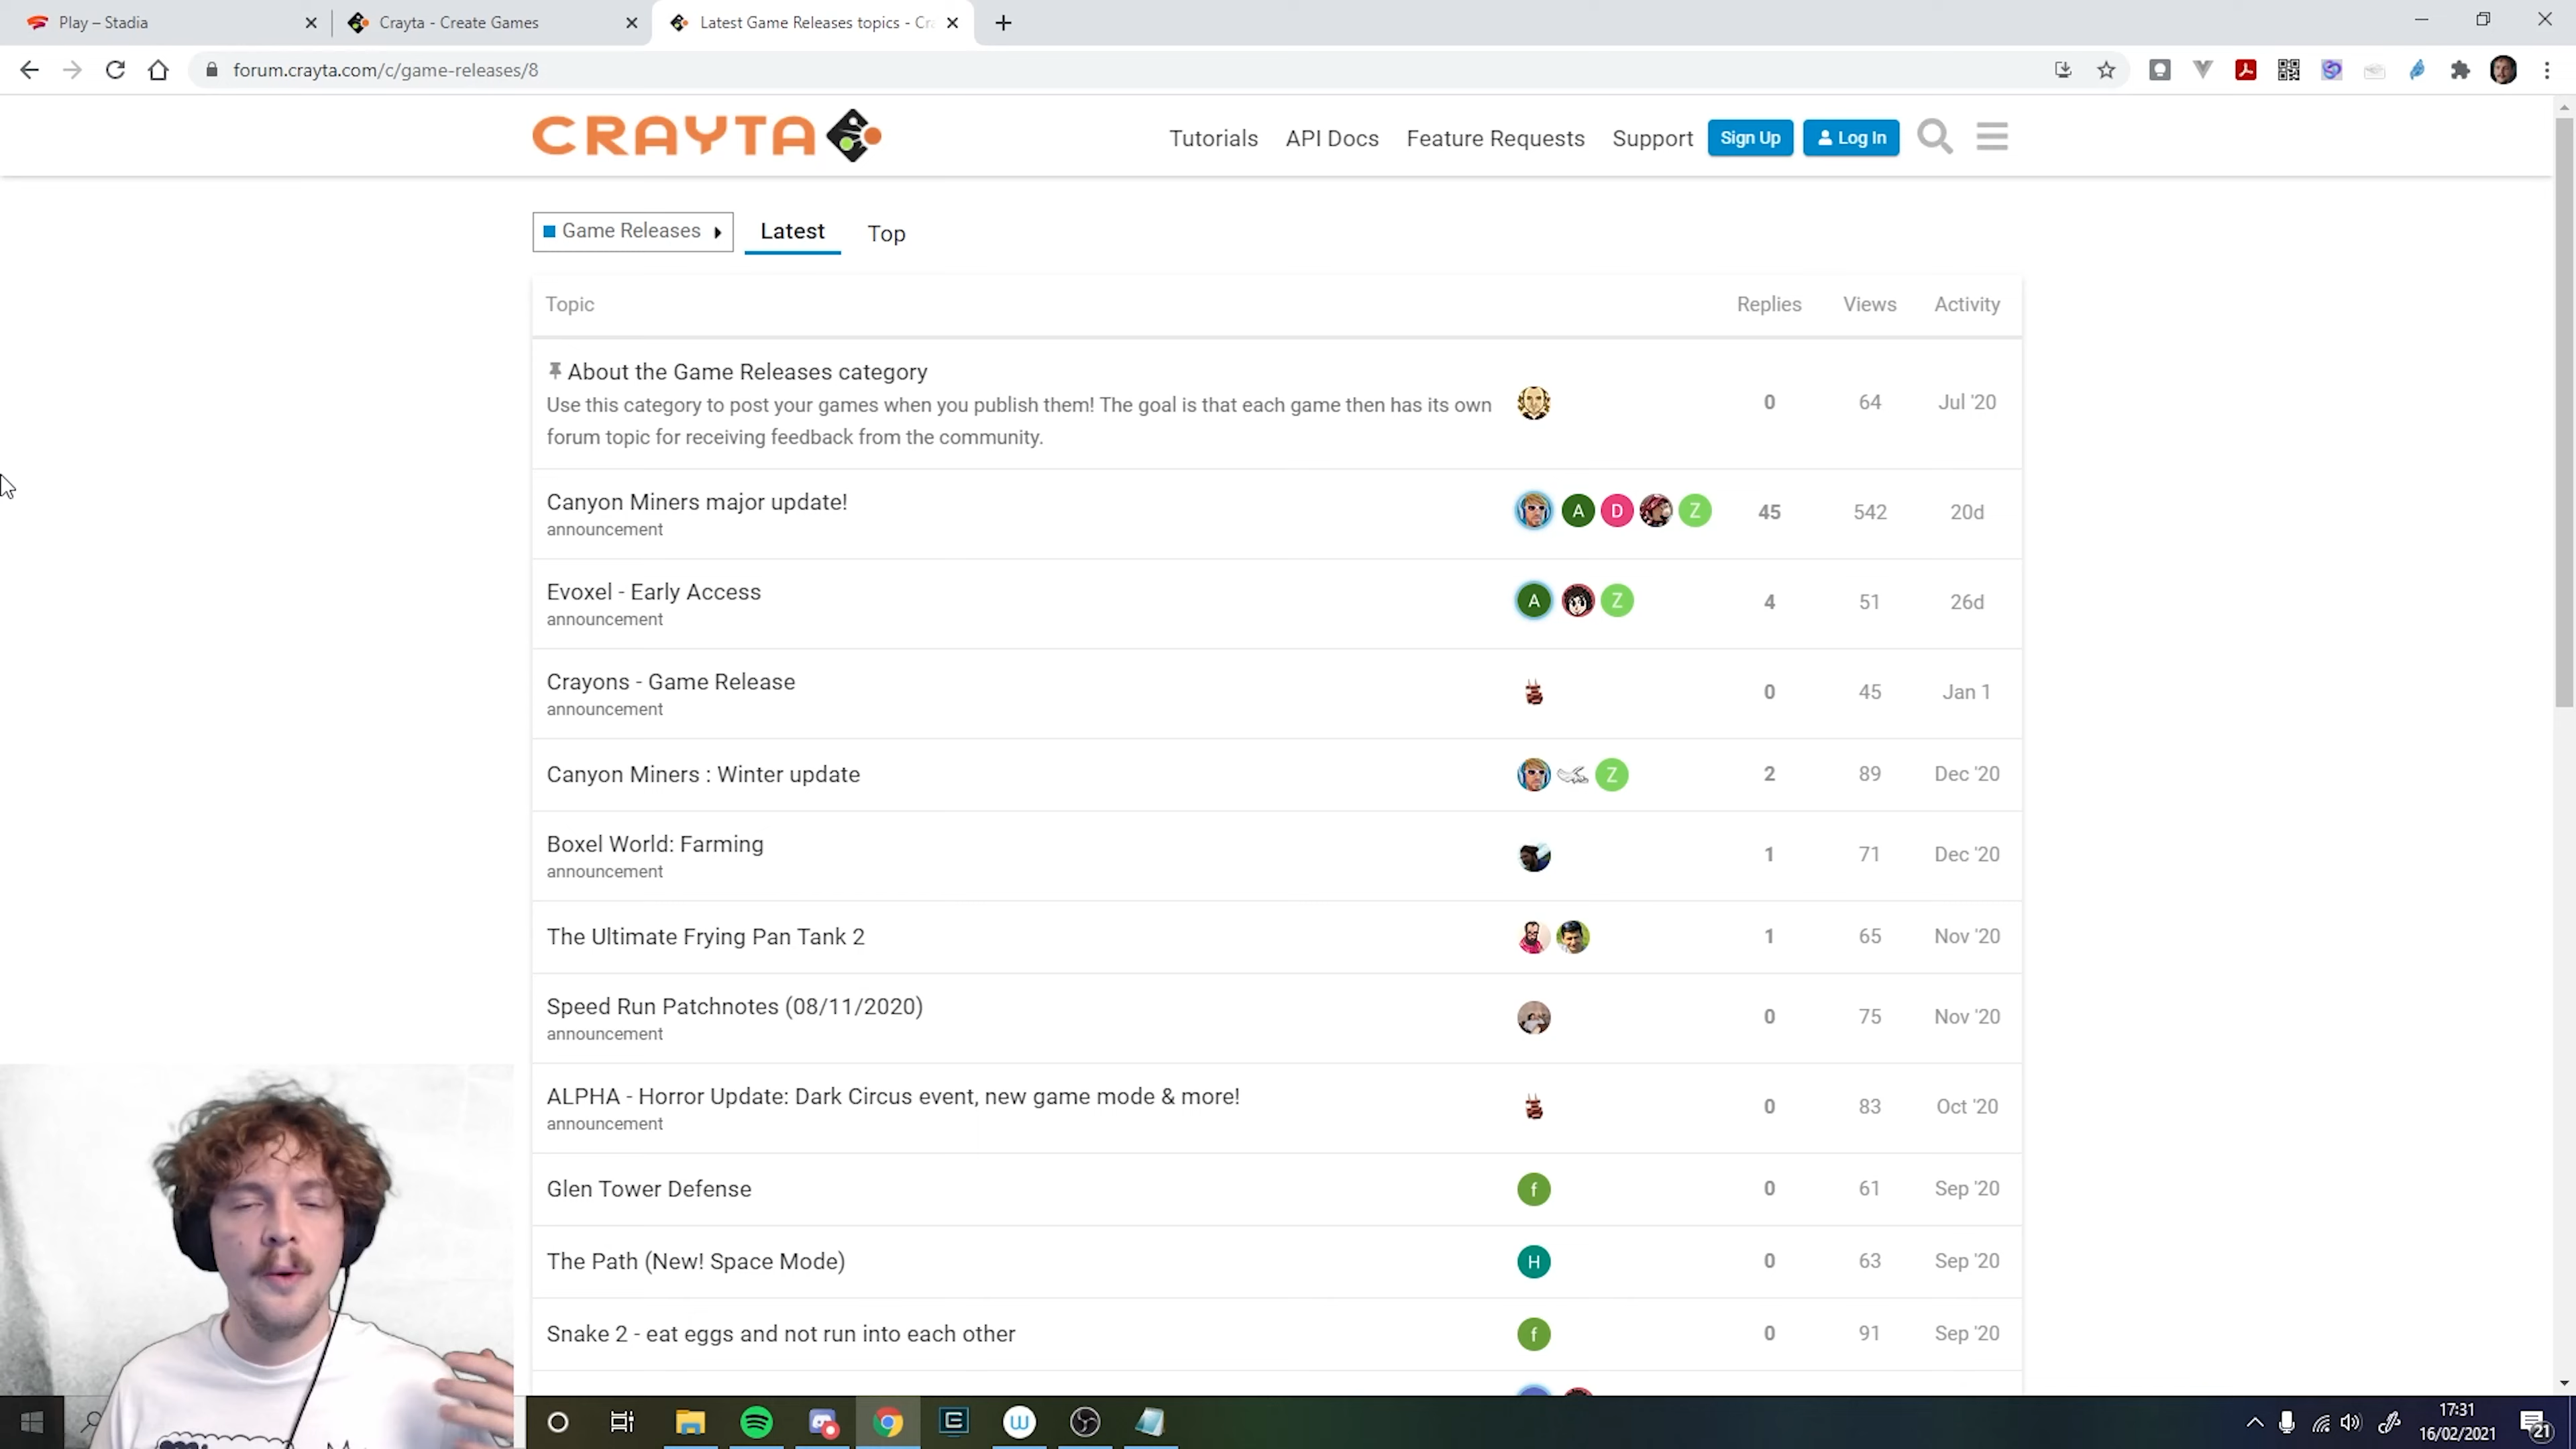 Play – Stadia
Crayta - Create Games
Latest Game Releases topics - Cra
forum.crayta.com/c/game-releases/8
CRAYTA
Tutorials
API Docs
Feature Requests
Support
Sign Up
Log In
Game Releases
Latest
Top
Topic Replies Views Activity
About the Game Releases category
Use this category to post your games when you publish them! The goal is that each game then has its own
forum topic for receiving feedback from the community.
0 64 Jul '20
Canyon Miners major update!
announcement
A D Z
45 542 20d
Evoxel - Early Access
announcement
A Z
4 51 26d
Crayons - Game Release
announcement
0 45 Jan 1
Canyon Miners : Winter update
Z
2 89 Dec '20
Boxel World: Farming
announcement
1 71 Dec '20
The Ultimate Frying Pan Tank 2
1 65 Nov '20
Speed Run Patchnotes (08/11/2020)
announcement
0 75 Nov '20
ALPHA - Horror Update: Dark Circus event, new game mode & more!
announcement
0 83 Oct '20
Glen Tower Defense
f
0 61 Sep '20
The Path (New! Space Mode)
H
0 63 Sep '20
Snake 2 - eat eggs and not run into each other
f
0 91 Sep '20
17:31
16/02/2021
21